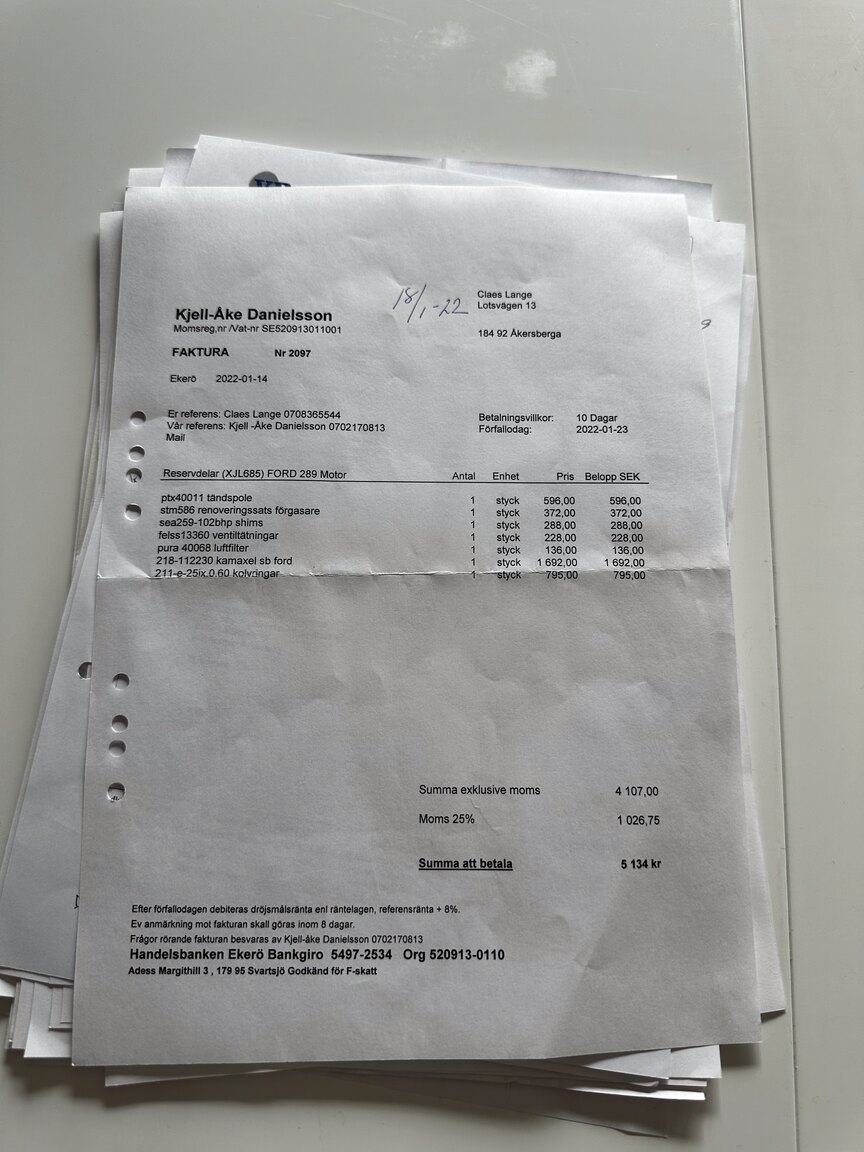 Kjell-Åke Danielsson
Momsreg,nr /Vat-nr SE520913011001
18/1-22
Claes Lange
Lotsvägen 13
184 92 Åkersberga
FAKTURA Nr 2097
Ekerö 2022-01-14
Er referens: Claes Lange 0708365544
Vår referens: Kjell -Åke Danielsson 0702170813
Mail
Betalningsvillkor: 10 Dagar
Förfallodag: 2022-01-23
Reservdelar (XJL685) FORD 289 Motor Antal Enhet Pris Belopp SEK
ptx40011 tändspole 1 styck 596,00 596,00
stm586 renoveringssats förgasare 1 styck 372,00 372,00
sea259-102bhp shims 1 styck 288,00 288,00
felss13360 ventiltätningar 1 styck 228,00 228,00
pura 40068 luftfilter 1 styck 136,00 136,00
218-112230 kamaxel sb ford 1 styck 1 692,00 1 692,00
211-e-25ix.0.60 kolvringar 1 styck 795,00 795,00
Summa exklusive moms 4 107,00
Moms 25% 1 026,75
Summa att betala 5 134 kr
Efter förfallodagen debiteras dröjsmålsränta enl räntelagen, referensränta + 8%.
Ev anmärkning mot fakturan skall göras inom 8 dagar.
Frågor rörande fakturan besvaras av Kjell-åke Danielsson 0702170813
Handelsbanken Ekerö Bankgiro 5497-2534 Org 520913-0110
Adess Margithill 3 , 179 95 Svartsjö Godkänd för F-skatt